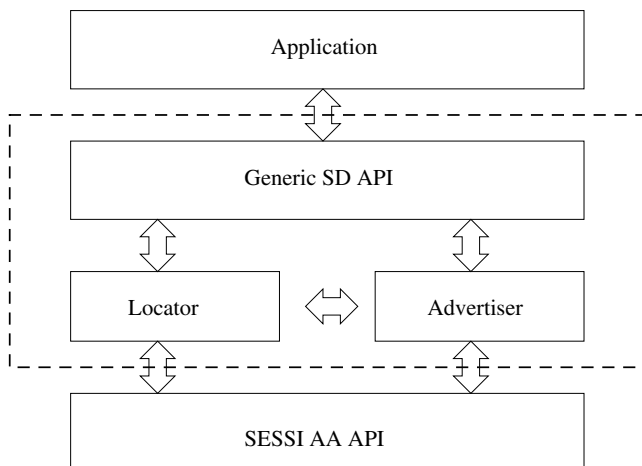 Application
Generic SD API
Locator
Advertiser
SESSI AA API